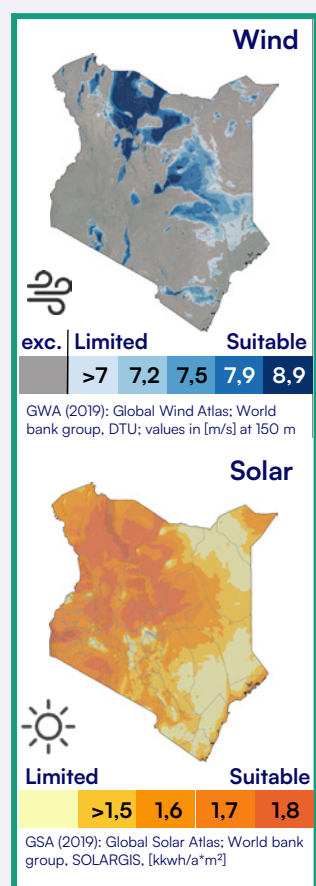 Wind
exc. Limited Suitable
>7 7,2 7,5 7,9 8,9
GWA (2019): Global Wind Atlas; World
bank group, DTU; values in [m/s] at 150 m
Solar
Limited Suitable
>1,5 1,6 1,7 1,8
GSA (2019): Global Solar Atlas; World bank
group, SOLARGIS, [kkwh/a*m²]